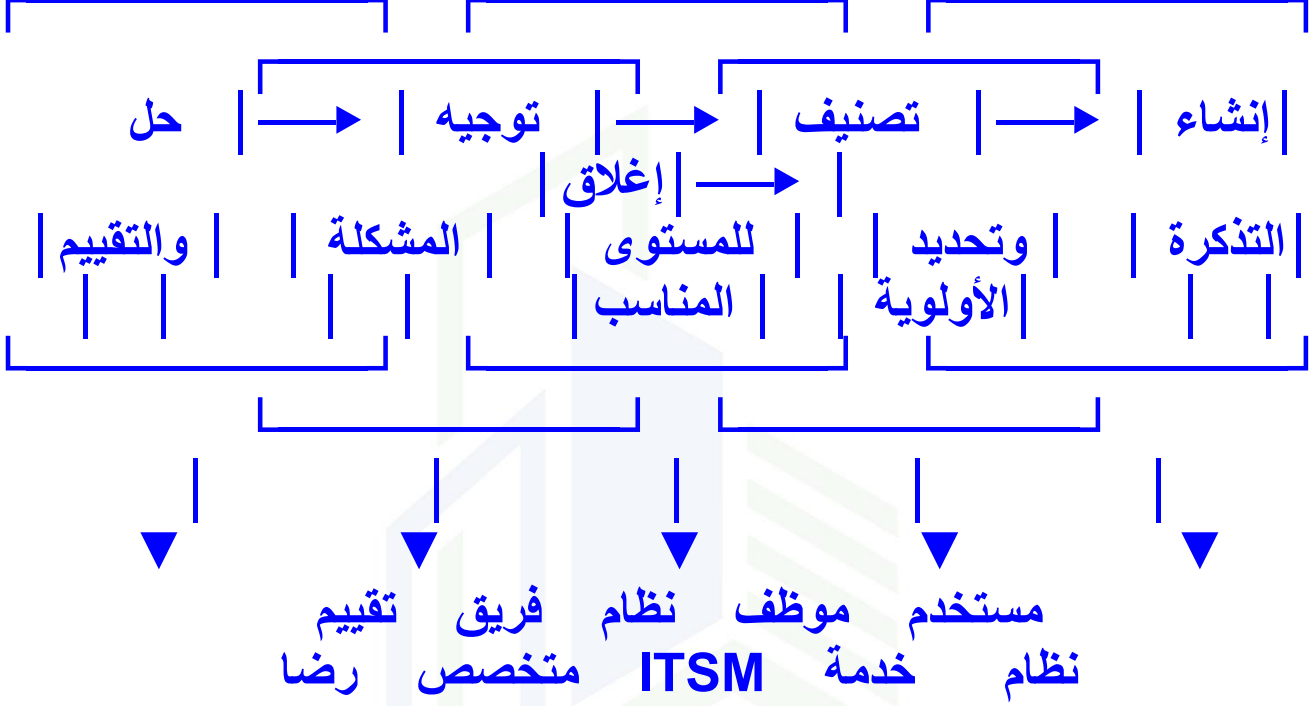 إنشاء تصنيف توجيه حل
إغلاق
التذكرة وتحديد للمستوى المشكلة والتقييم
الأولوية المناسب
مستخدم موظف نظام فريق تقييم
نظام خدمة ITSM متخصص رضا